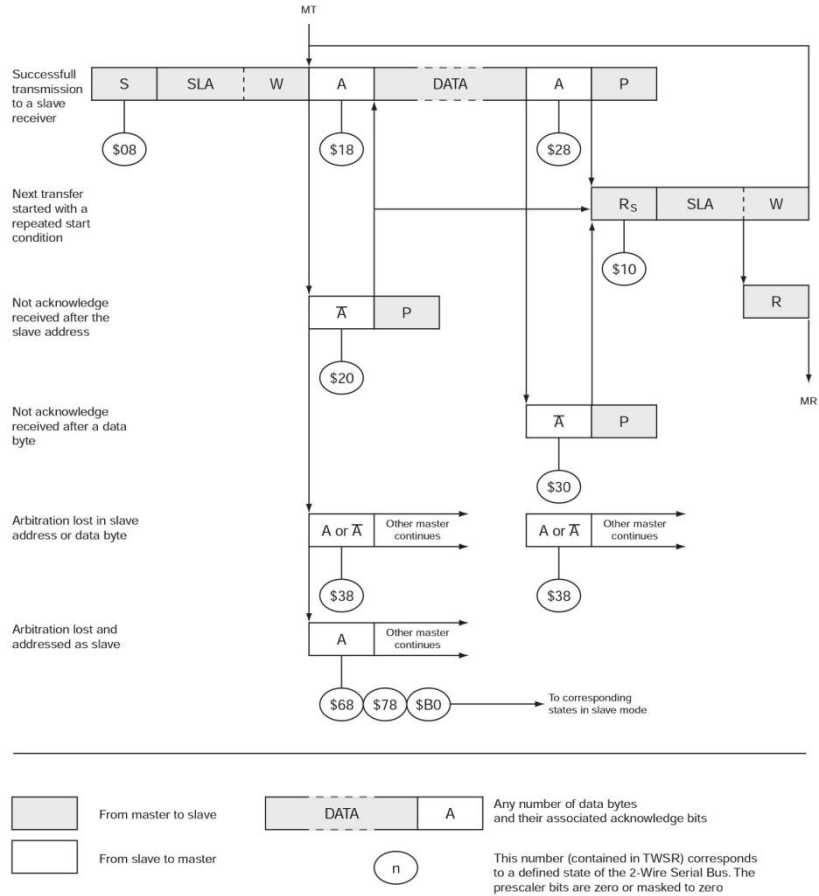 MT
Successfull
transmission
to a slave
receiver
S SLA W A DATA A P
$08 $18 $28
Next transfer
started with a
repeated start
condition
RS SLA W
$10
Not acknowledge
received after the
slave address
A P
R
$20
MR
Not acknowledge
received after a data
byte
A P
$30
Arbitration lost in slave
address or data byte
A or A Other master
continues
A or A Other master
continues
$38 $38
Arbitration lost and
addressed as slave
A Other master
continues
$68 $78 $B0
To corresponding
states in slave mode
From master to slave
DATA A
Any number of data bytes
and their associated acknowledge bits
From slave to master
n
This number (contained in TWSR) corresponds
to a defined state of the 2-Wire Serial Bus. The
prescaler bits are zero or masked to zero